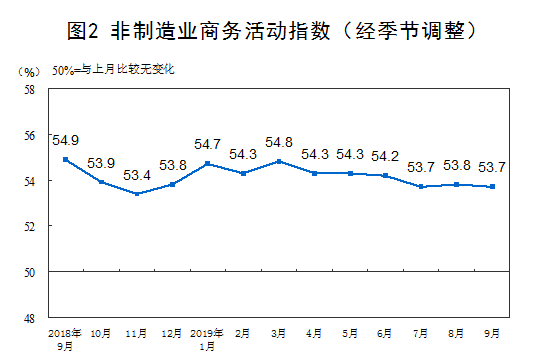 图2 非制造业商务活动指数（经季节调整）
（%） 50%=与上月比较无变化
58
56
54
52
50
48
54.9 53.9 53.4 53.8 54.7 54.3 54.8 54.3 54.3 54.2 53.7 53.8 53.7
2018年 10月 11月 12月 2019年 2月 3月 4月 5月 6月 7月 8月 9月
9月 1月